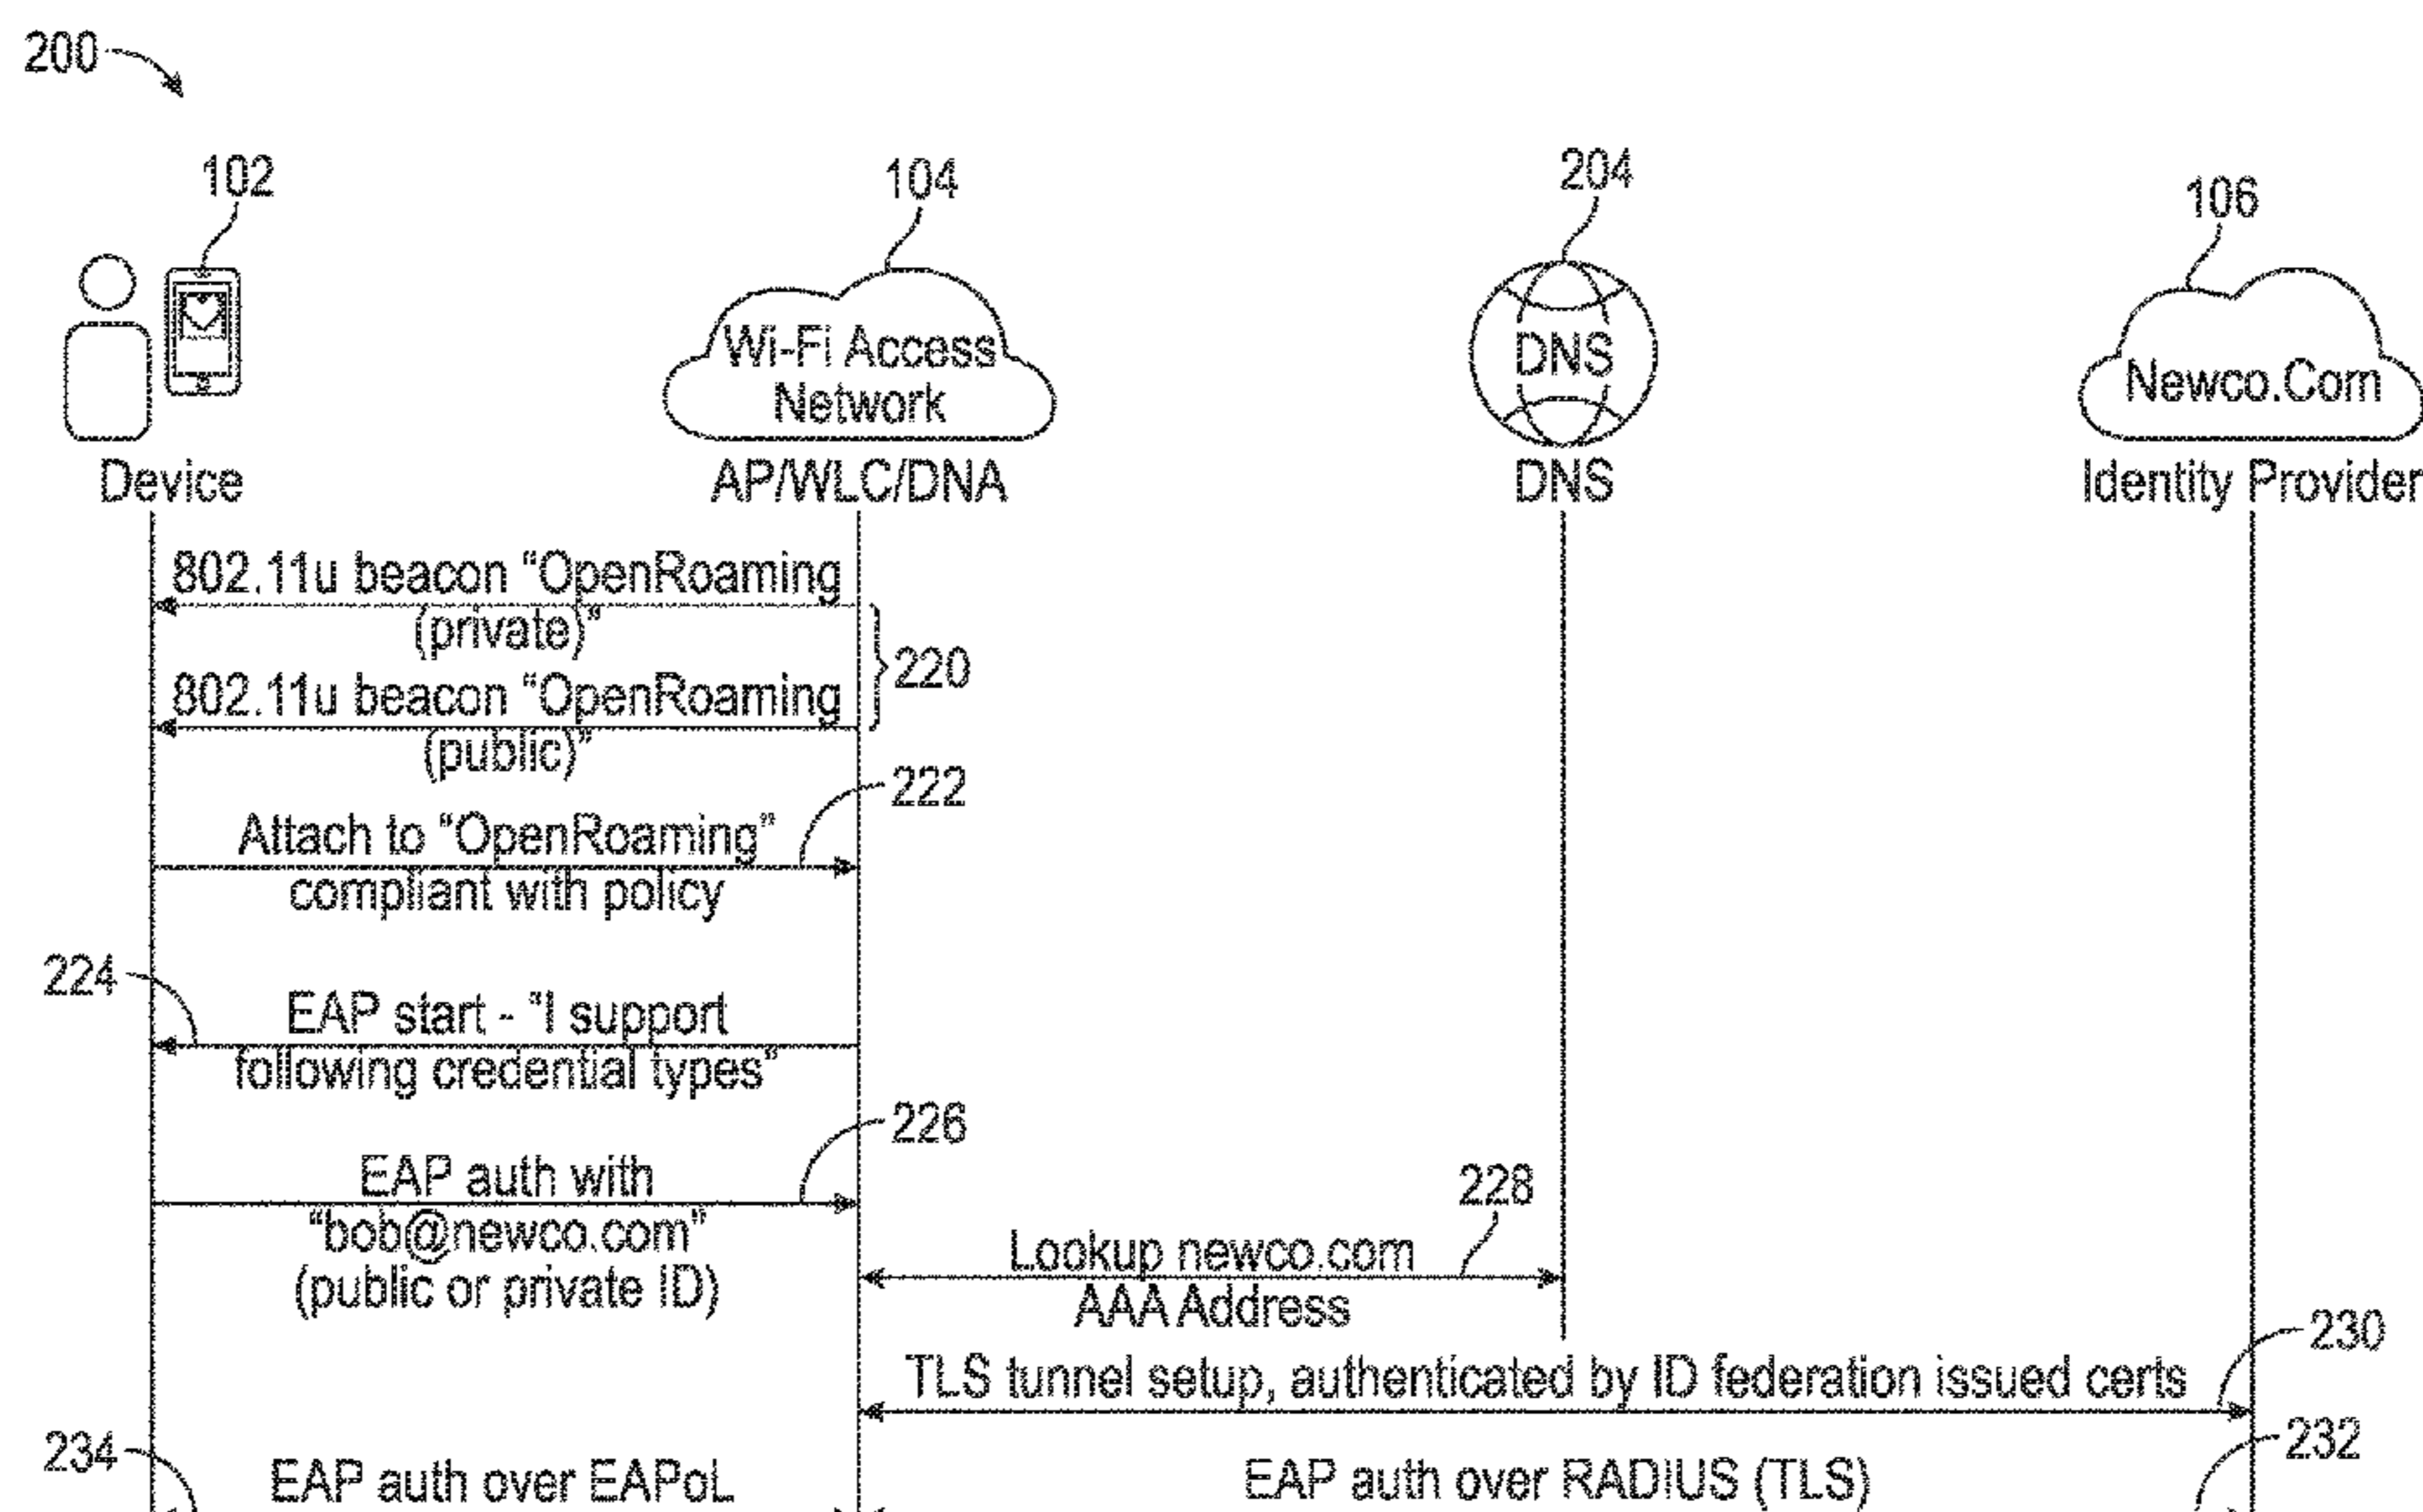 200
102
104
204
106
Wi-Fi Access
Network
DNS
Newco.Com
Device
AP/WLC/DNA
DNS
Identity Provider
802.11u beacon “OpenRoaming
(private)”
220
802.11u beacon “OpenRoaming
(public)”
222
Attach to “OpenRoaming”
compliant with policy
224
EAP start - “I support
following credential types”
226
EAP auth with
“bob@newco.com”
(public or private ID)
228
Lookup newco.com
AAA Address
230
TLS tunnel setup, authenticated by ID federation issued certs
232
234
EAP auth over EAPoL
EAP auth over RADIUS (TLS)